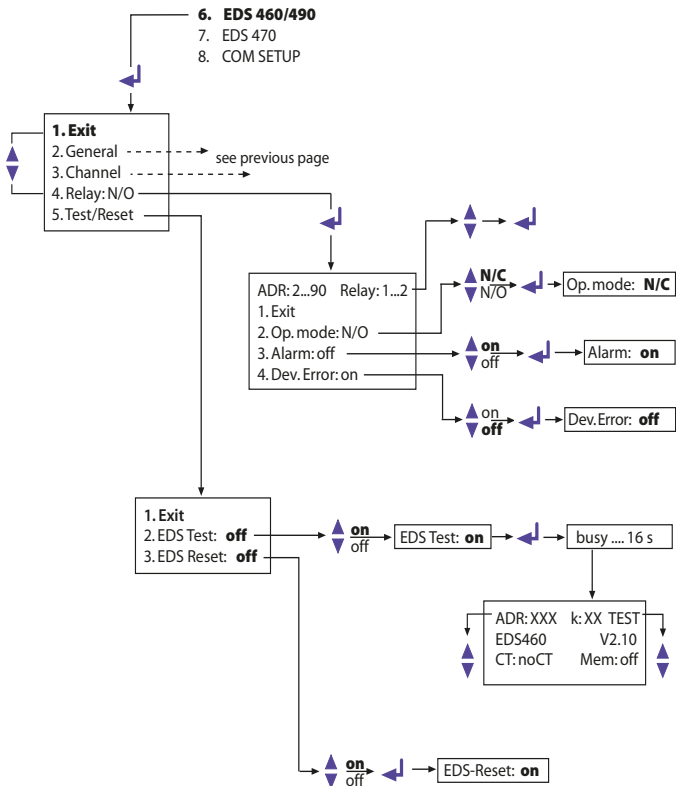 6. EDS 460/490
7. EDS 470
8. COM SETUP
1. Exit
2. General
3. Channel
see previous page
4. Relay: N/O
5. Test/Reset
ADR: 2...90 Relay: 1...2
1. Exit
2. Op. mode: N/O
3. Alarm: off
4. Dev. Error: on
N/C
N/O
Op. mode: N/C
on
off
Alarm: on
on
off
Dev. Error: off
1. Exit
2. EDS Test: off
3. EDS Reset: off
on
off
EDS Test: on
busy .... 16 s
ADR: XXX k: XX TEST
EDS460 V2.10
CT: noCT Mem: off
on
off
EDS-Reset: on